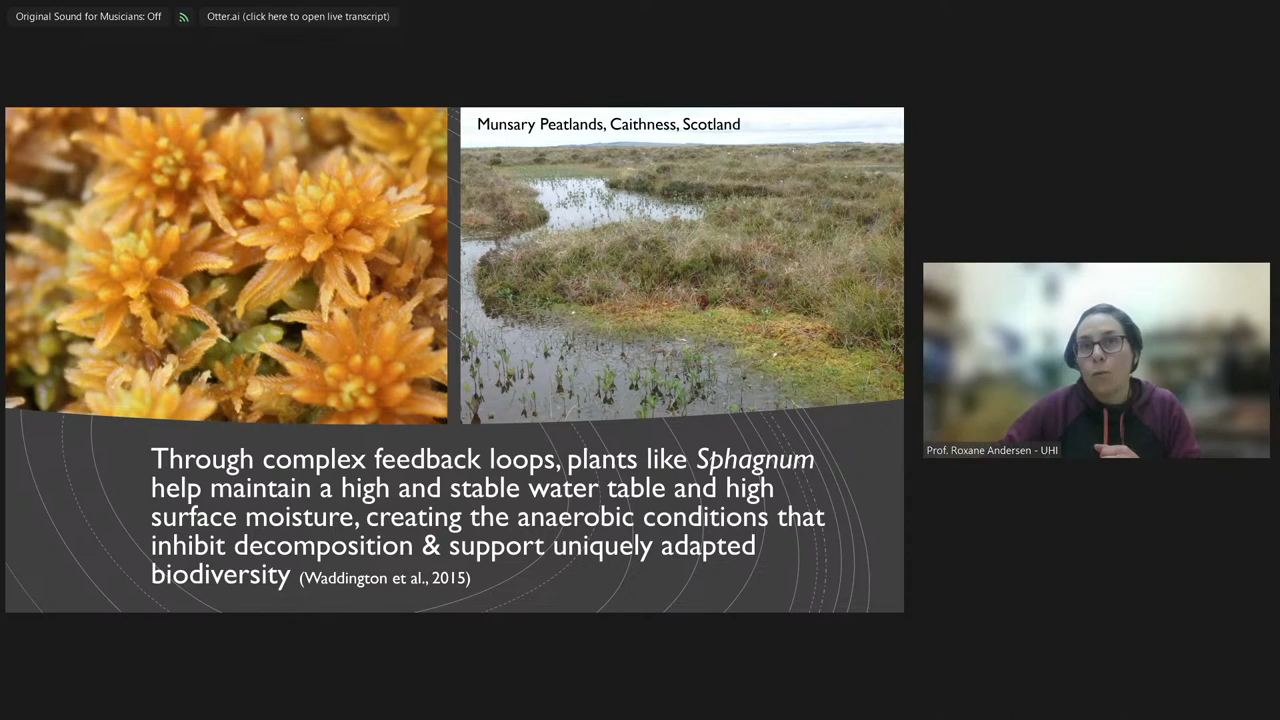 Original Sound for Musicians: Off
Otter.ai (click here to open live transcript)
Munsary Peatlands, Caithness, Scotland
Through complex feedback loops, plants like Sphagnum
help maintain a high and stable water table and high
surface moisture, creating the anaerobic conditions that
inhibit decomposition & support uniquely adapted
biodiversity (Waddington et al., 2015)
Prof. Roxane Andersen - UHI